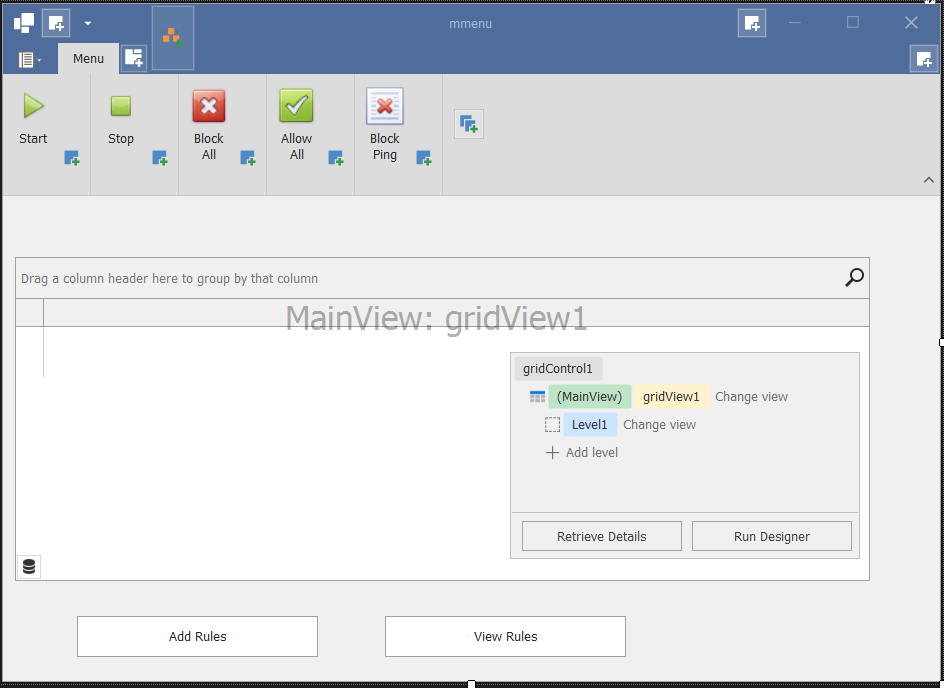 mmenu
Menu
Start
Stop
Block
All
Allow
All
Block
Ping
Drag a column header here to group by that column
MainView: gridView1
gridControl1
(MainView) gridView1 Change view
Level1 Change view
Add level
Retrieve Details Run Designer
Add Rules View Rules